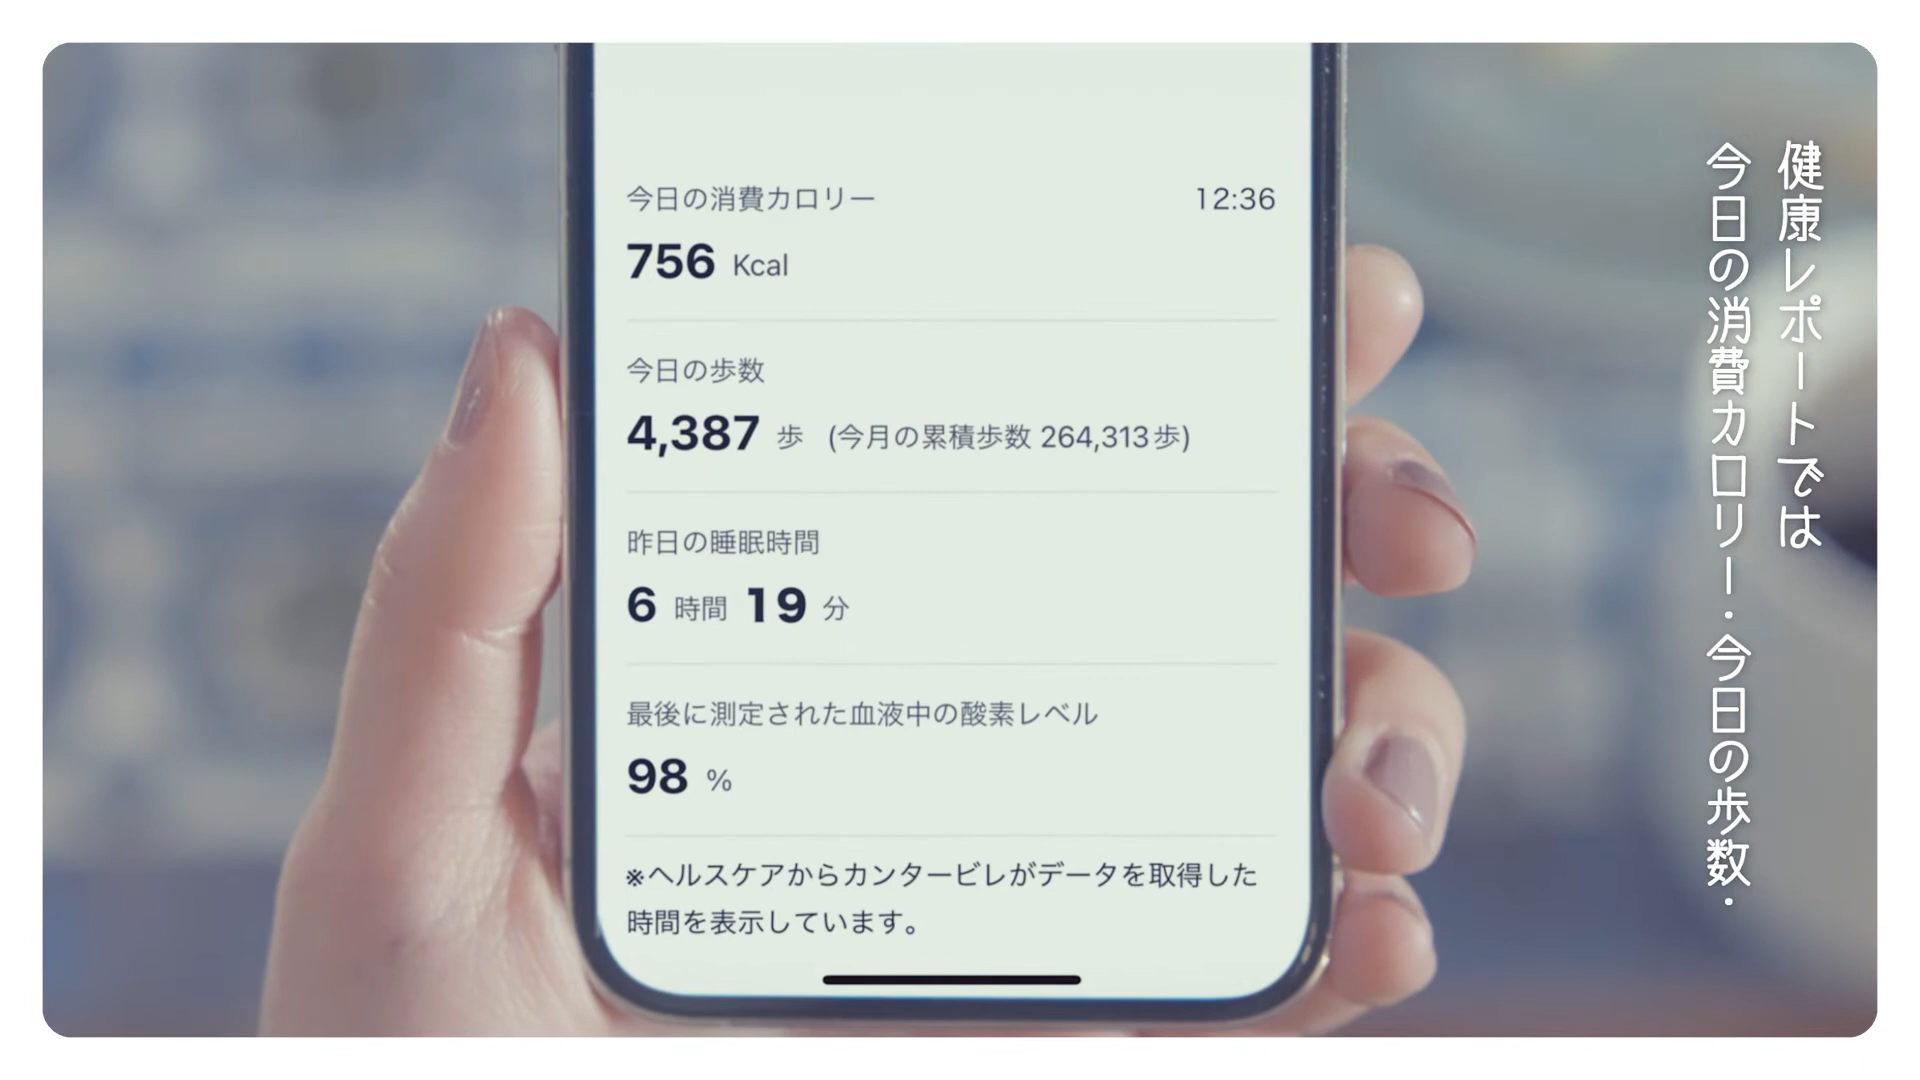 今日の消費カロリー 12:36
756 Kcal
今日の歩数
4,387 歩 (今月の累積歩数 264,313歩)
昨日の睡眠時間
6 時間 19 分
最後に測定された血液中の酸素レベル
98 %
※ヘルスケアからカンタービレがデータを取得した
時間を表示しています。
健康レポートでは
今日の消費カロリー・今日の歩数・